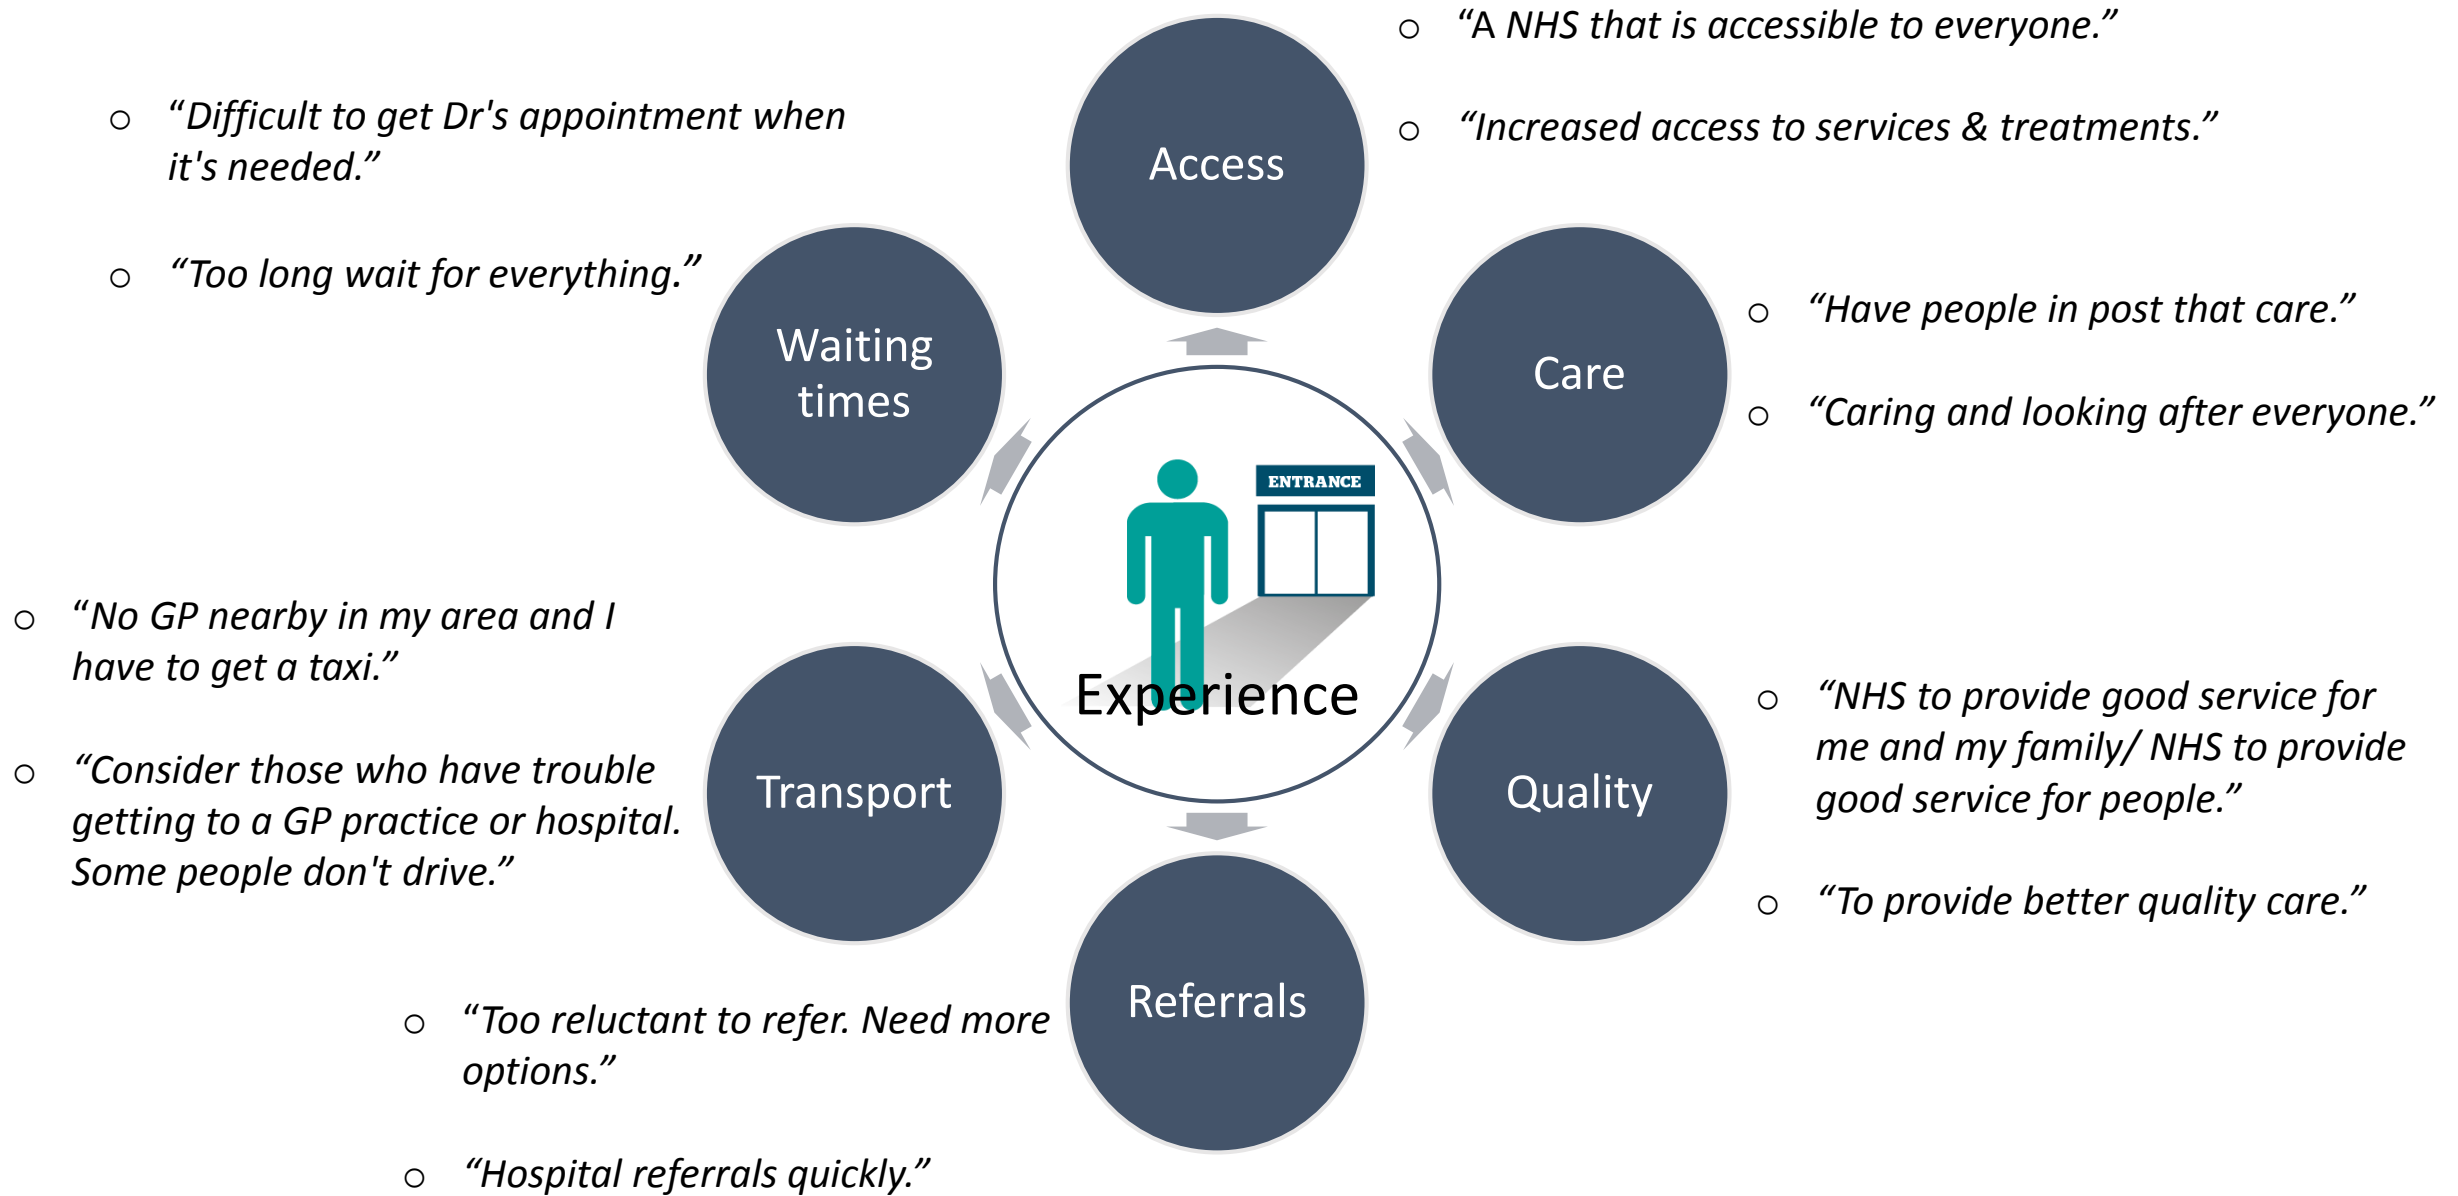 Access
○ “A NHS that is accessible to everyone.”
○ “Increased access to services & treatments.”
Care
○ “Have people in post that care.”
○ “Caring and looking after everyone.”
Quality
○ “NHS to provide good service for
me and my family/ NHS to provide
good service for people.”
○ “To provide better quality care.”
Referrals
○ “Too reluctant to refer. Need more
options.”
○ “Hospital referrals quickly.”
Transport
○ “No GP nearby in my area and I
have to get a taxi.”
○ “Consider those who have trouble
getting to a GP practice or hospital.
Some people don't drive.”
Waiting
times
○ “Difficult to get Dr's appointment when
it's needed.”
○ “Too long wait for everything.”
ENTRANCE
Experience